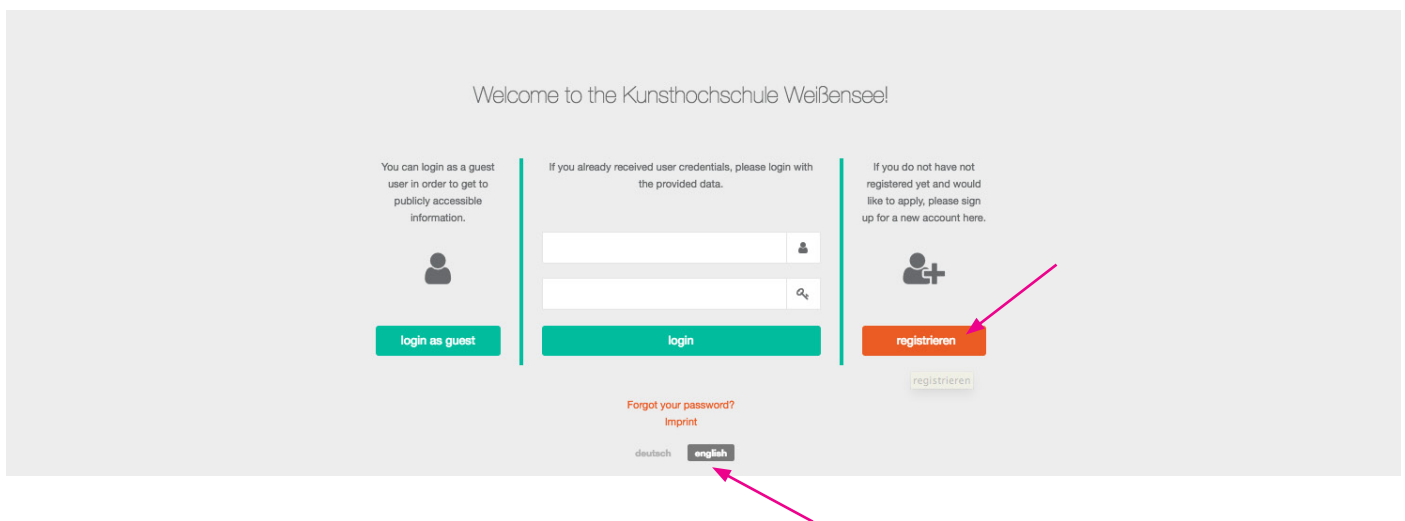 Welcome to the Kunsthochschule Weißensee!
You can login as a guest
user in order to get to
publicly accessible
information.
login as guest
If you already received user credentials, please login with
the provided data.
login
If you do not have not
registered yet and would
like to apply, please sign
up for a new account here.
registrieren
registrieren
Forgot your password?
Imprint
deutsch english